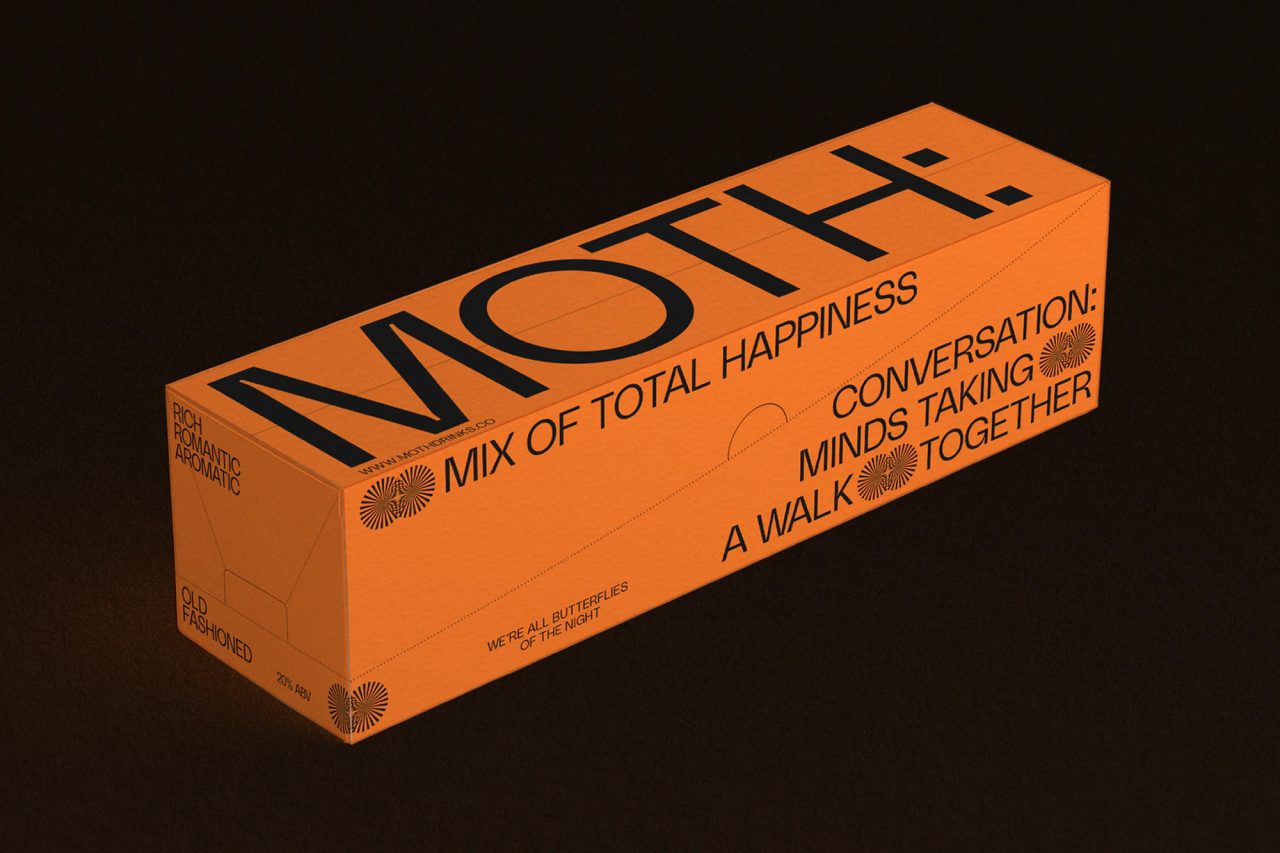 MOTH:
WWW.MOTHDRINKS.CO
MIX OF TOTAL HAPPINESS
CONVERSATION:
MINDS TAKING
A WALK TOGETHER
WE'RE ALL BUTTERFLIES
OF THE NIGHT
RICH
ROMANTIC
AROMATIC
OLD
FASHIONED
20% ABV